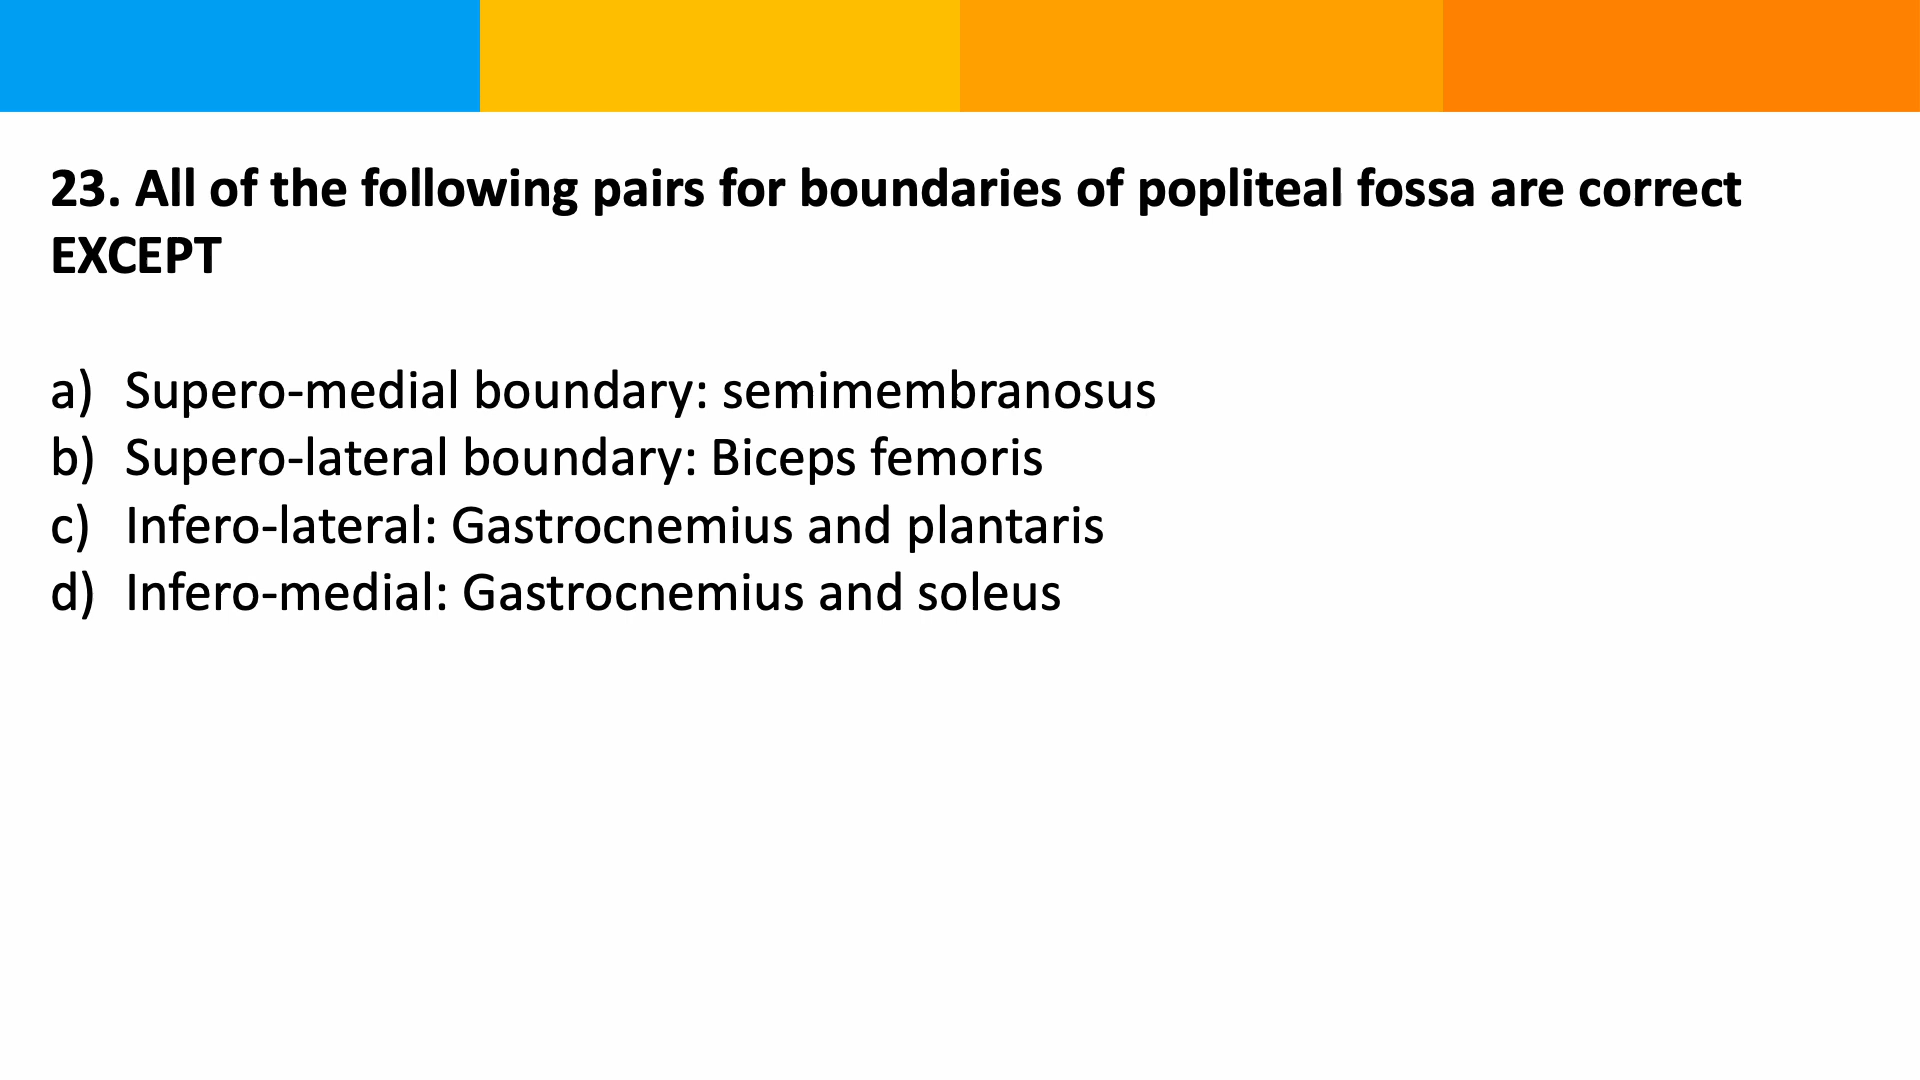 23. All of the following pairs for boundaries of popliteal fossa are correct
EXCEPT
a) Supero-medial boundary: semimembranosus
b) Supero-lateral boundary: Biceps femoris
c) Infero-lateral: Gastrocnemius and plantaris
d) Infero-medial: Gastrocnemius and soleus